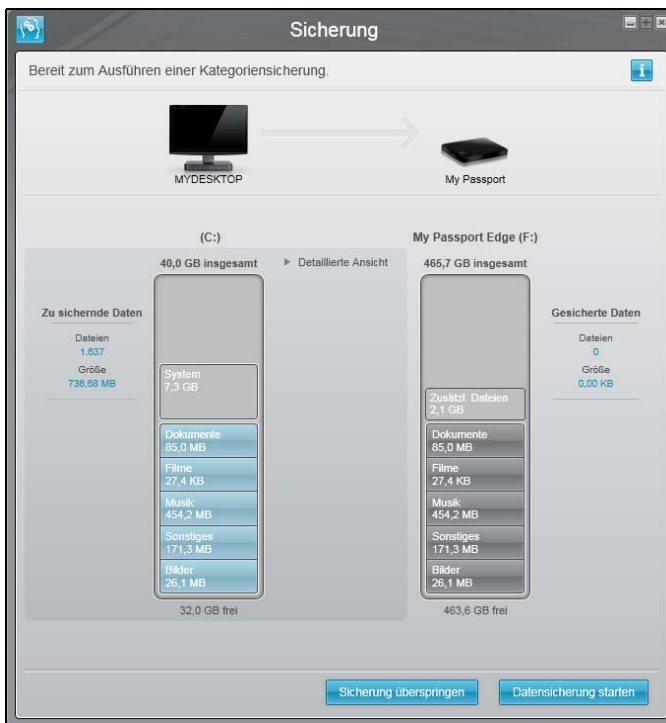 Sicherung
Bereit zum Ausführen einer Kategoriensicherung.
MYDESKTOP
My Passport
(C:)
40,0 GB insgesamt
Detaillierte Ansicht
My Passport Edge (F:)
465,7 GB insgesamt
Zu sichernde Daten
Dateien
1.637
Größe
736,68 MB
System
7,3 GB
Dokumente
85,0 MB
Filme
27,4 KB
Musik
454,2 MB
Sonstiges
171,3 MB
Bilder
26,1 MB
32,0 GB frei
Zusätzl. Dateien
2,1 GB
Dokumente
85,0 MB
Filme
27,4 KB
Musik
454,2 MB
Sonstiges
171,3 MB
Bilder
26,1 MB
463,6 GB frei
Gesicherte Daten
Dateien
0
Größe
0,00 KB
Sicherung überspringen
Datensicherung starten